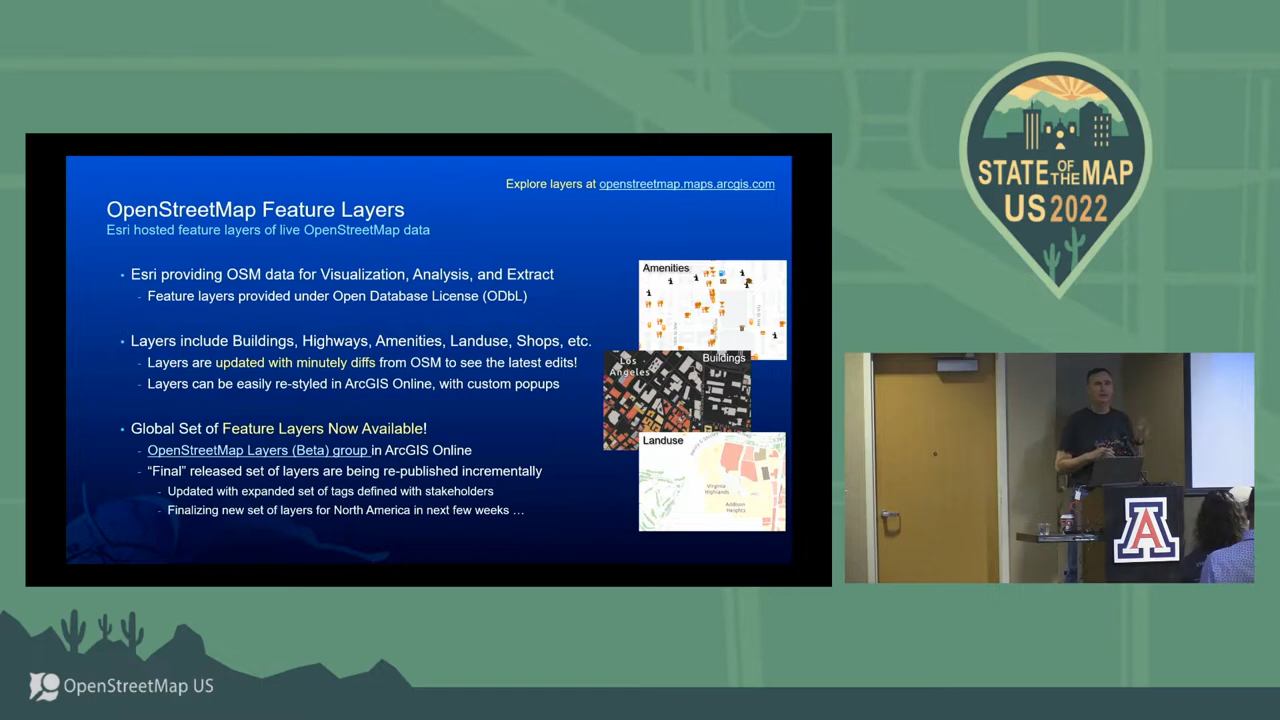 Explore layers at openstreetmap.maps.arcgis.com
OpenStreetMap Feature Layers
Esri hosted feature layers of live OpenStreetMap data
• Esri providing OSM data for Visualization, Analysis, and Extract
- Feature layers provided under Open Database License (ODbL)
• Layers include Buildings, Highways, Amenities, Landuse, Shops, etc.
- Layers are updated with minutely diffs from OSM to see the latest edits!
- Layers can be easily re-styled in ArcGIS Online, with custom popups
• Global Set of Feature Layers Now Available!
- OpenStreetMap Layers (Beta) group in ArcGIS Online
- “Final” released set of layers are being re-published incrementally
- Updated with expanded set of tags defined with stakeholders
- Finalizing new set of layers for North America in next few weeks …
Amenities
Buildings
Los
Angeles
Landuse
Virginia
Highlands
Addison
Heights
STATE OF THE MAP
US 2022
A
OpenStreetMap US